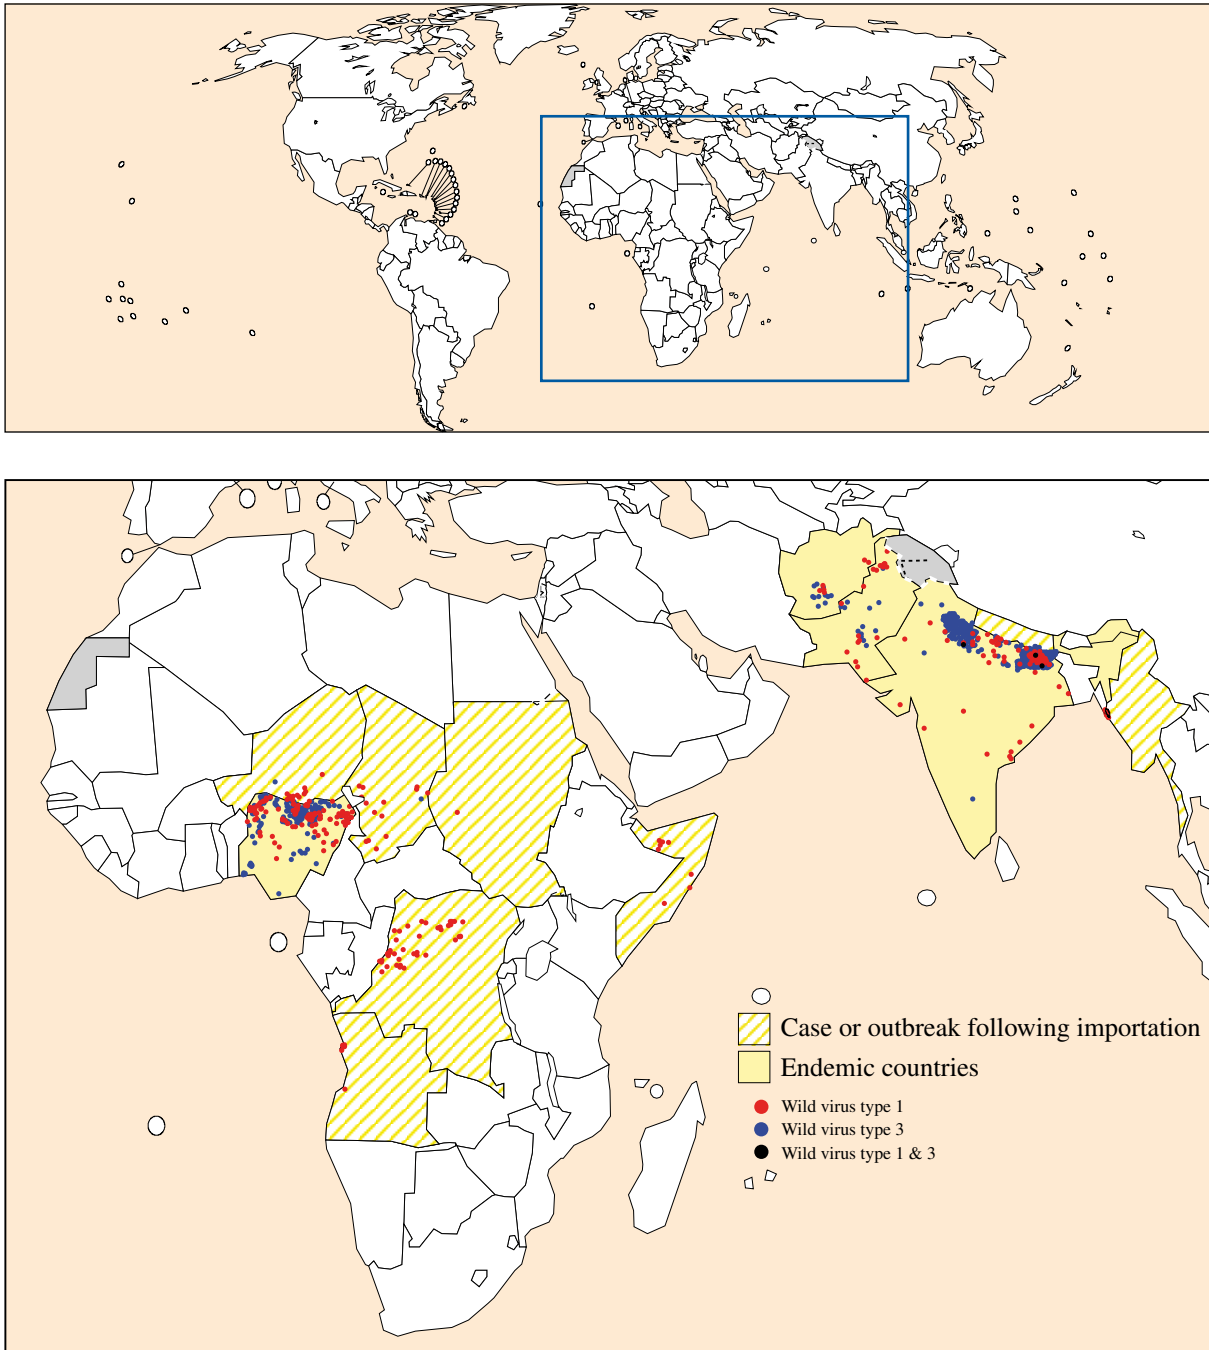 Case or outbreak following importation
Endemic countries
Wild virus type 1
Wild virus type 3
Wild virus type 1 & 3